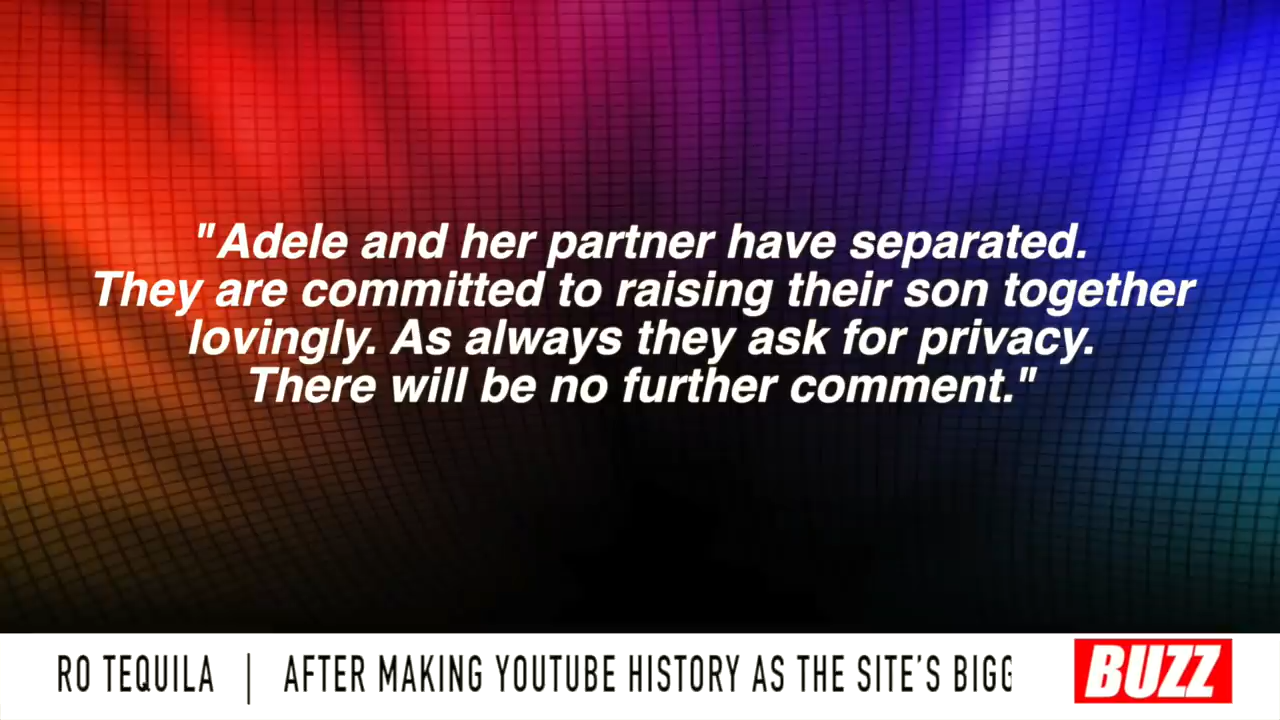 "Adele and her partner have separated.
They are committed to raising their son together
lovingly. As always they ask for privacy.
There will be no further comment."
RO TEQUILA | AFTER MAKING YOUTUBE HISTORY AS THE SITE'S BIGG
BUZZ